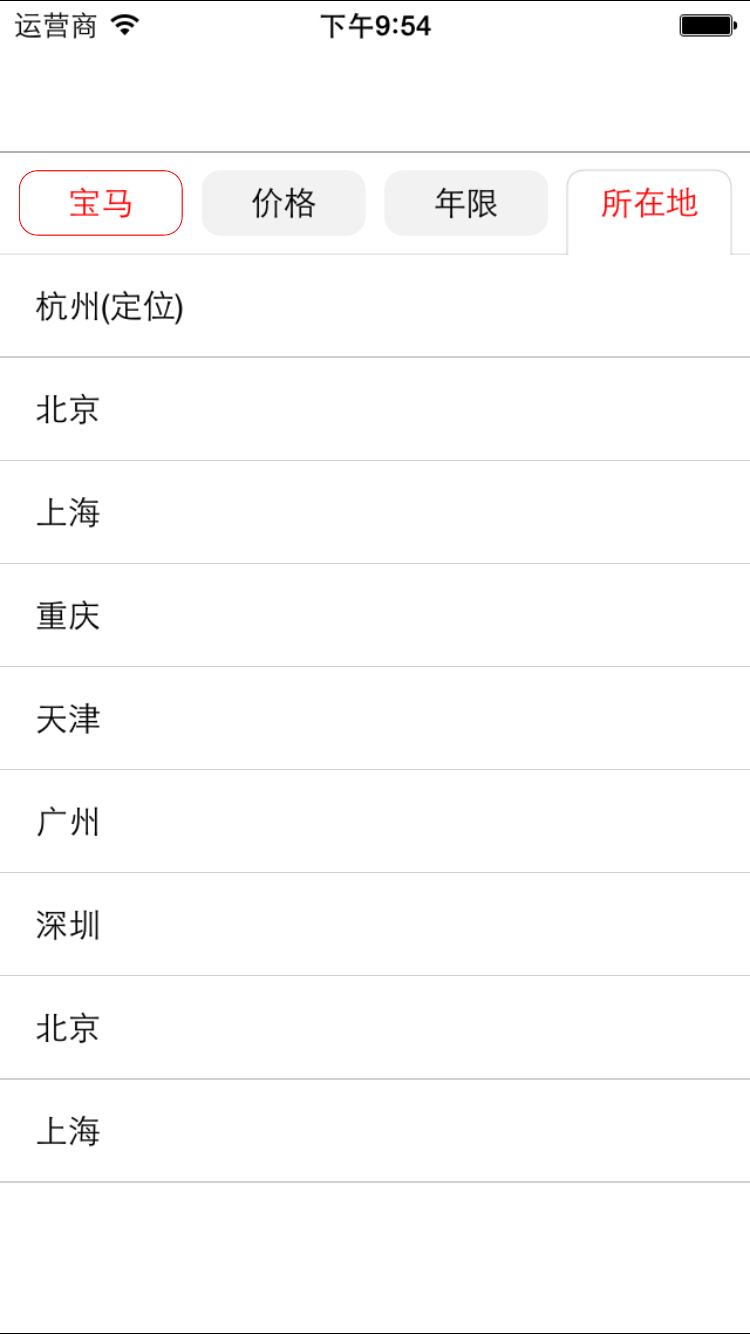 运营商 下午9:54
宝马 价格 年限 所在地
杭州(定位)
北京
上海
重庆
天津
广州
深圳
北京
上海